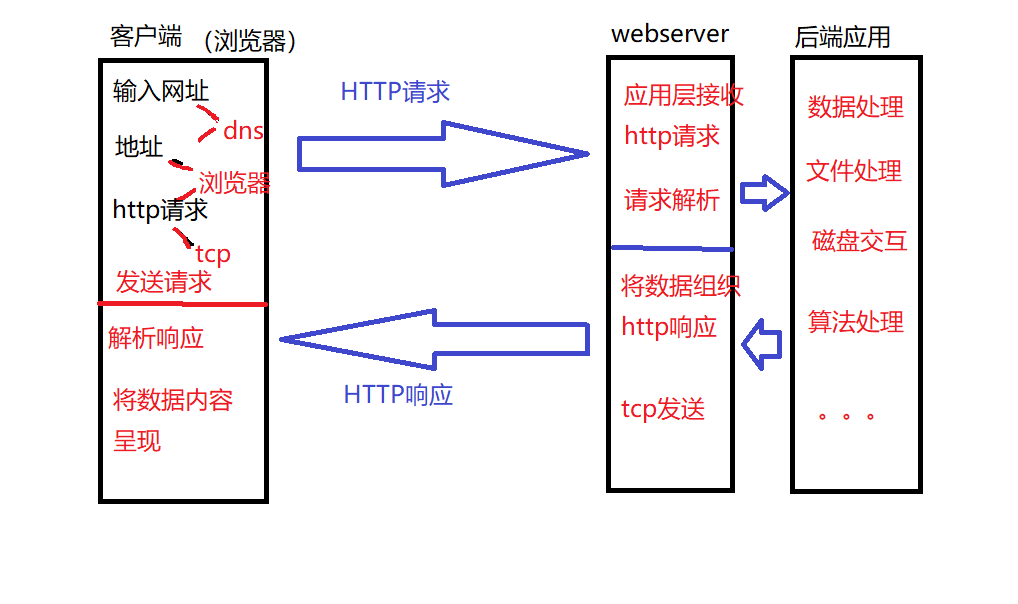 客户端 （浏览器）
输入网址
dns
地址
浏览器
http请求
tcp
发送请求
解析响应
将数据内容
呈现
HTTP请求
HTTP响应
webserver
应用层接收
http请求
请求解析
将数据组织
http响应
tcp发送
后端应用
数据处理
文件处理
磁盘交互
算法处理
。。。